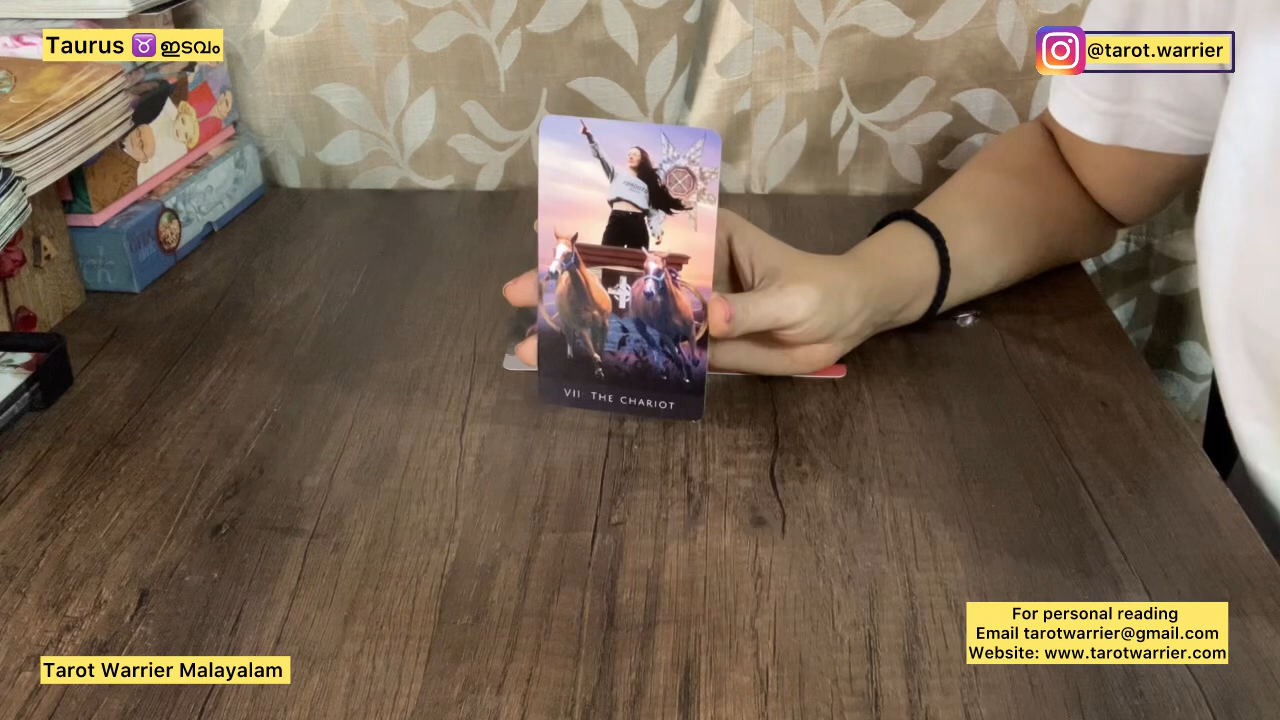 Taurus ♉ ഇടവം
@tarot.warrier
VII THE CHARIOT
For personal reading
Email tarotwarrier@gmail.com
Website: www.tarotwarrier.com
Tarot Warrier Malayalam